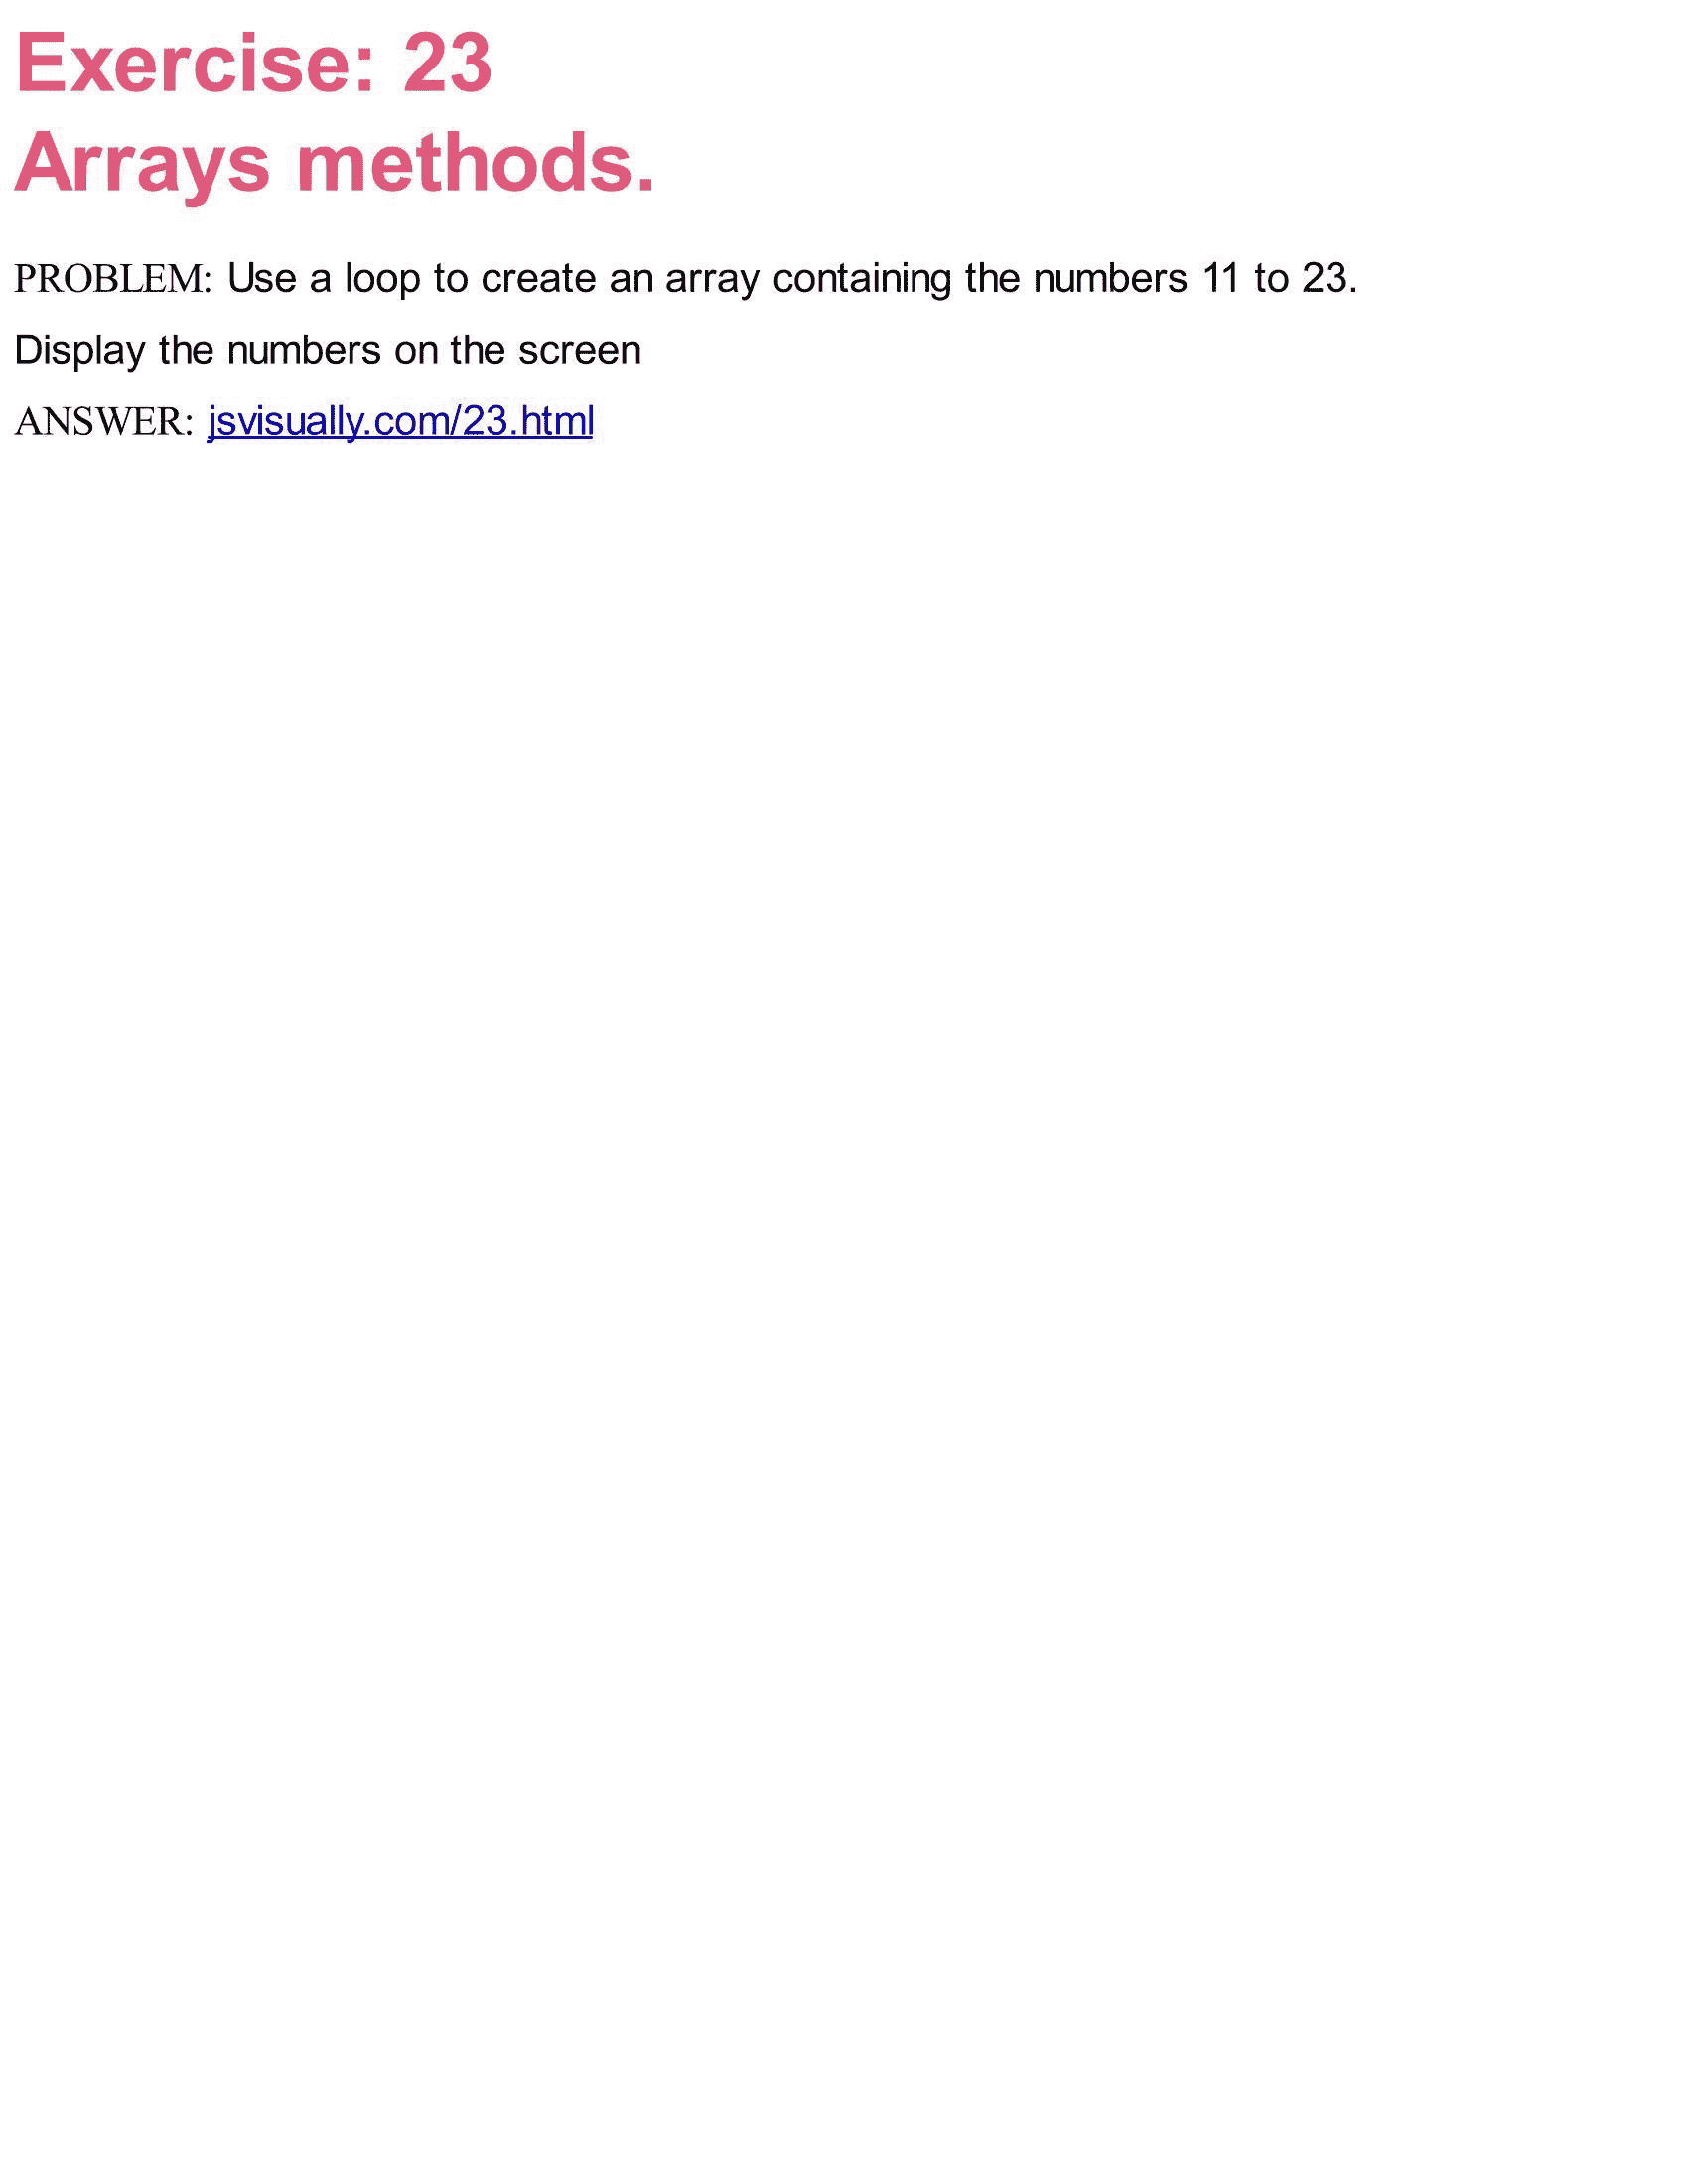 Exercise: 23
Arrays methods.
PROBLEM: Use a loop to create an array containing the numbers 11 to 23.
Display the numbers on the screen
ANSWER: jsvisually.com/23.html